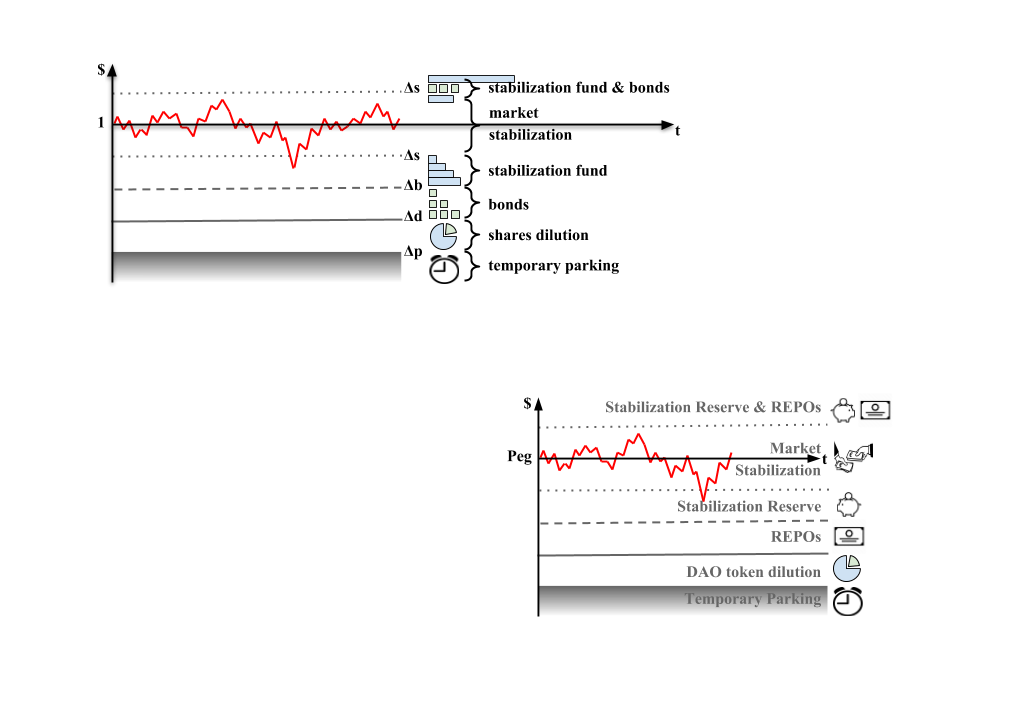 $
Δs
stabilization fund & bonds
market
1
t
stabilization
Δs
stabilization fund
Δb
bonds
Δd
shares dilution
Δp
temporary parking
$
Stabilization Reserve & REPOs
Market
Peg
t
Stabilization
Stabilization Reserve
REPOs
DAO token dilution
Temporary Parking